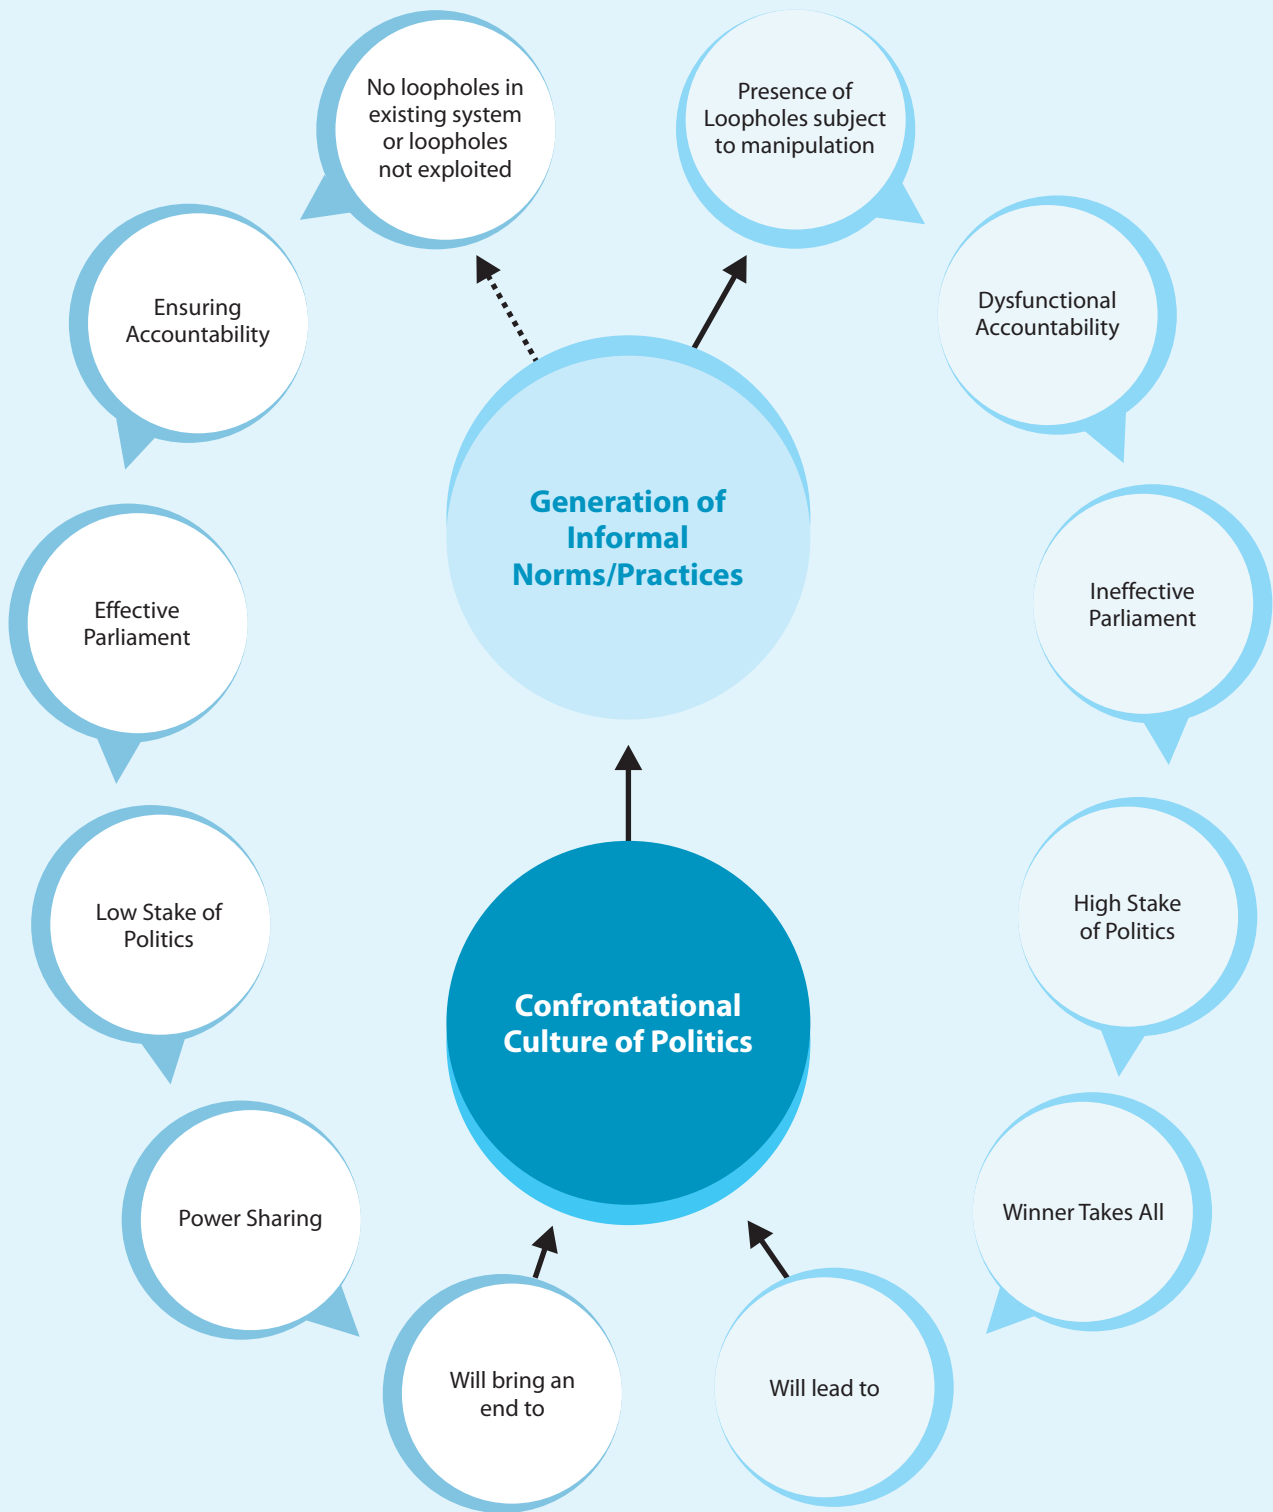 No loopholes in
existing system
or loopholes
not exploited
Presence of
Loopholes subject
to manipulation
Ensuring
Accountability
Dysfunctional
Accountability
Generation of
Informal
Norms/Practices
Effective
Parliament
Ineffective
Parliament
Low Stake of
Politics
High Stake
of Politics
Confrontational
Culture of Politics
Power Sharing
Winner Takes All
Will bring an
end to
Will lead to